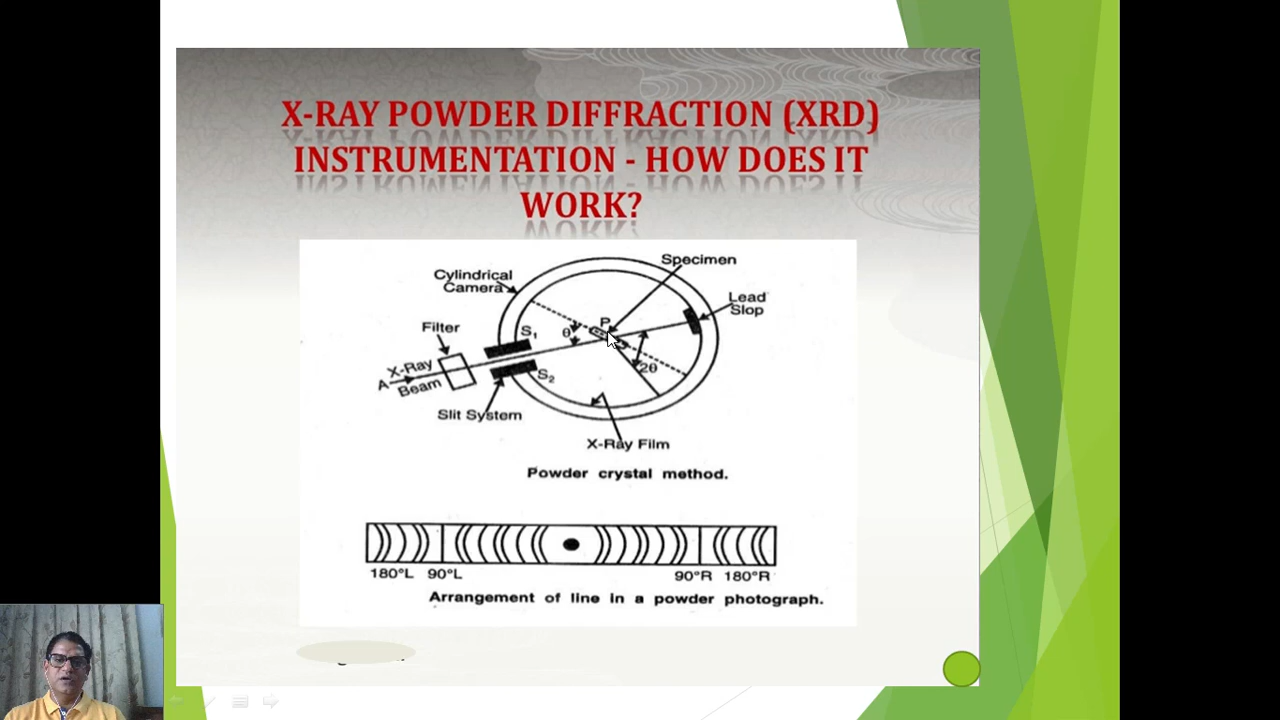 X-RAY POWDER DIFFRACTION (XRD)
INSTRUMENTATION - HOW DOES IT
WORK?
Specimen
Cylindrical
Camera
Lead
Slop
P
Filter
S1
θ
X-Ray
A
Beam
S2
2θ
Slit System
X-Ray Film
Powder crystal method.
180°L 90°L 90°R 180°R
Arrangement of line in a powder photograph.